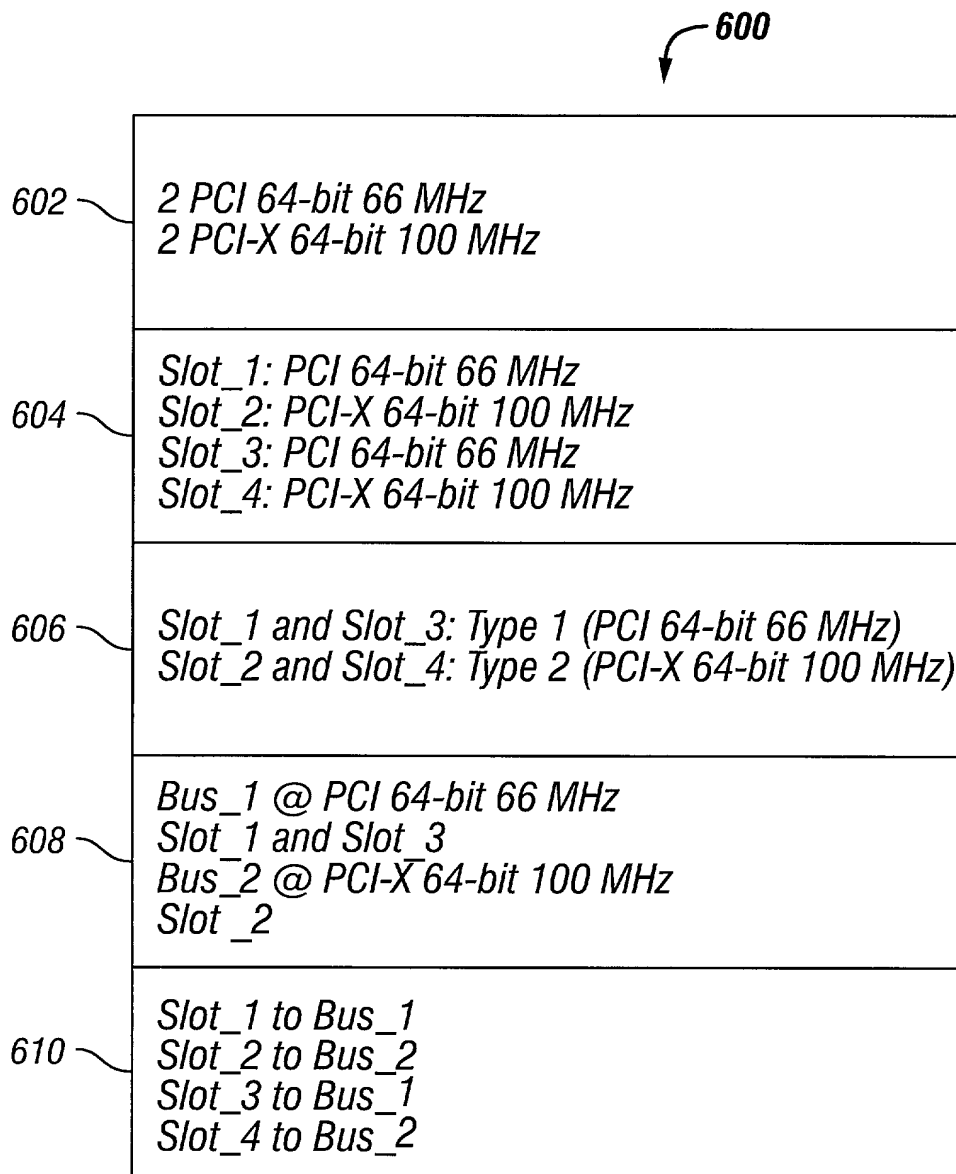 600
602
2 PCI 64-bit 66 MHz
2 PCI-X 64-bit 100 MHz
604
Slot_1: PCI 64-bit 66 MHz
Slot_2: PCI-X 64-bit 100 MHz
Slot_3: PCI 64-bit 66 MHz
Slot_4: PCI-X 64-bit 100 MHz
606
Slot_1 and Slot_3: Type 1 (PCI 64-bit 66 MHz)
Slot_2 and Slot_4: Type 2 (PCI-X 64-bit 100 MHz)
608
Bus_1 @ PCI 64-bit 66 MHz
Slot_1 and Slot_3
Bus_2 @ PCI-X 64-bit 100 MHz
Slot _2
610
Slot_1 to Bus_1
Slot_2 to Bus_2
Slot_3 to Bus_1
Slot_4 to Bus_2